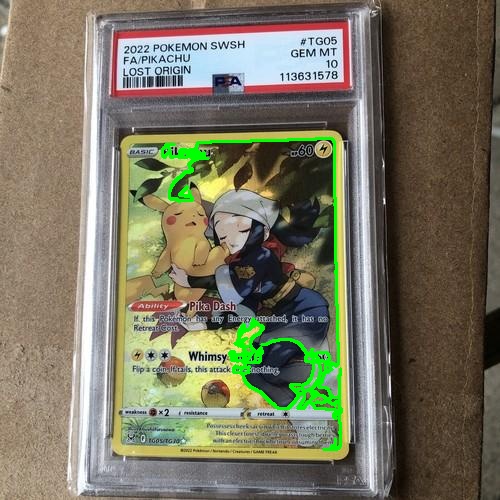 2022 POKEMON SWSH #TG05
FA/PIKACHU GEM MT
LOST ORIGIN PSA 10
113631578
BASIC HP60
Ability Pika Dash
If this Pokémon has any Energy attached, it has no
Retreat Cost.
Whimsy
Flip a coin. If tails, this attack nothing.
weakness ×2 resistance retreat
TG05/TG30
©2022 Pokémon / Nintendo / Creatures / GAME FREAK